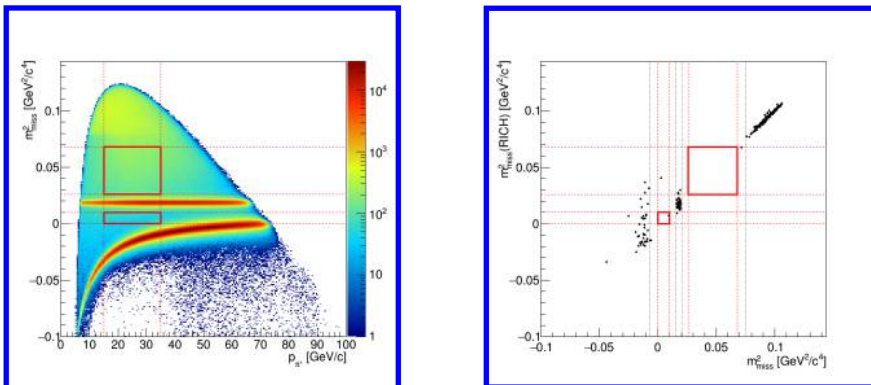 m²miss [GeV²/c⁴]
0.1
0.05
0
−0.05
−0.1
0 10 20 30 40 50 60 70 80 90 100
p_π⁺ [GeV/c]
10⁴
10³
10²
10
1
m²miss(RICH) [GeV²/c⁴]
0.1
0.05
0
−0.05
−0.1
−0.1 −0.05 0 0.05 0.1
m²miss [GeV²/c⁴]